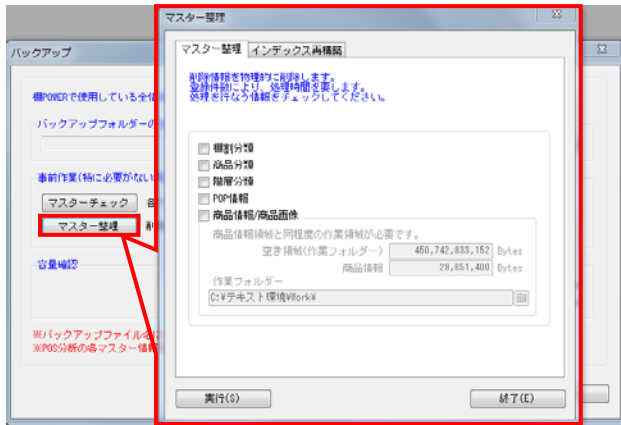 マスター整理
マスター整理 インデックス再構築
削除情報を物理的に削除します。
登録件数により、処理時間を要します。
処理を行なう情報をチェックしてください。
棚割分類
商品分類
階層分類
POP情報
商品情報/商品画像
商品情報領域と同程度の作業領域が必要です。
空き領域(作業フォルダー) 450,742,833,152 Bytes
商品情報 29,651,400 Bytes
作業フォルダー
C:¥テキスト環境¥Work¥
実行(S) 終了(E)
バックアップ
棚POWERで使用している全情
バックアップフォルダーの
事前作業(特に必要がない
マスターチェック 各
マスター整理 削
容量確認
※バックアップファイル名に
※POS分析の各マスター情報